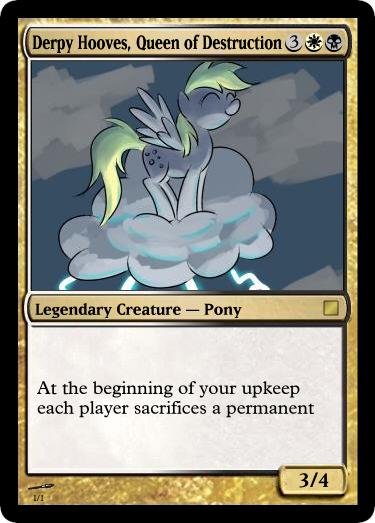 Derpy Hooves, Queen of Destruction 3
Legendary Creature — Pony
At the beginning of your upkeep
each player sacrifices a permanent
3/4
1/1